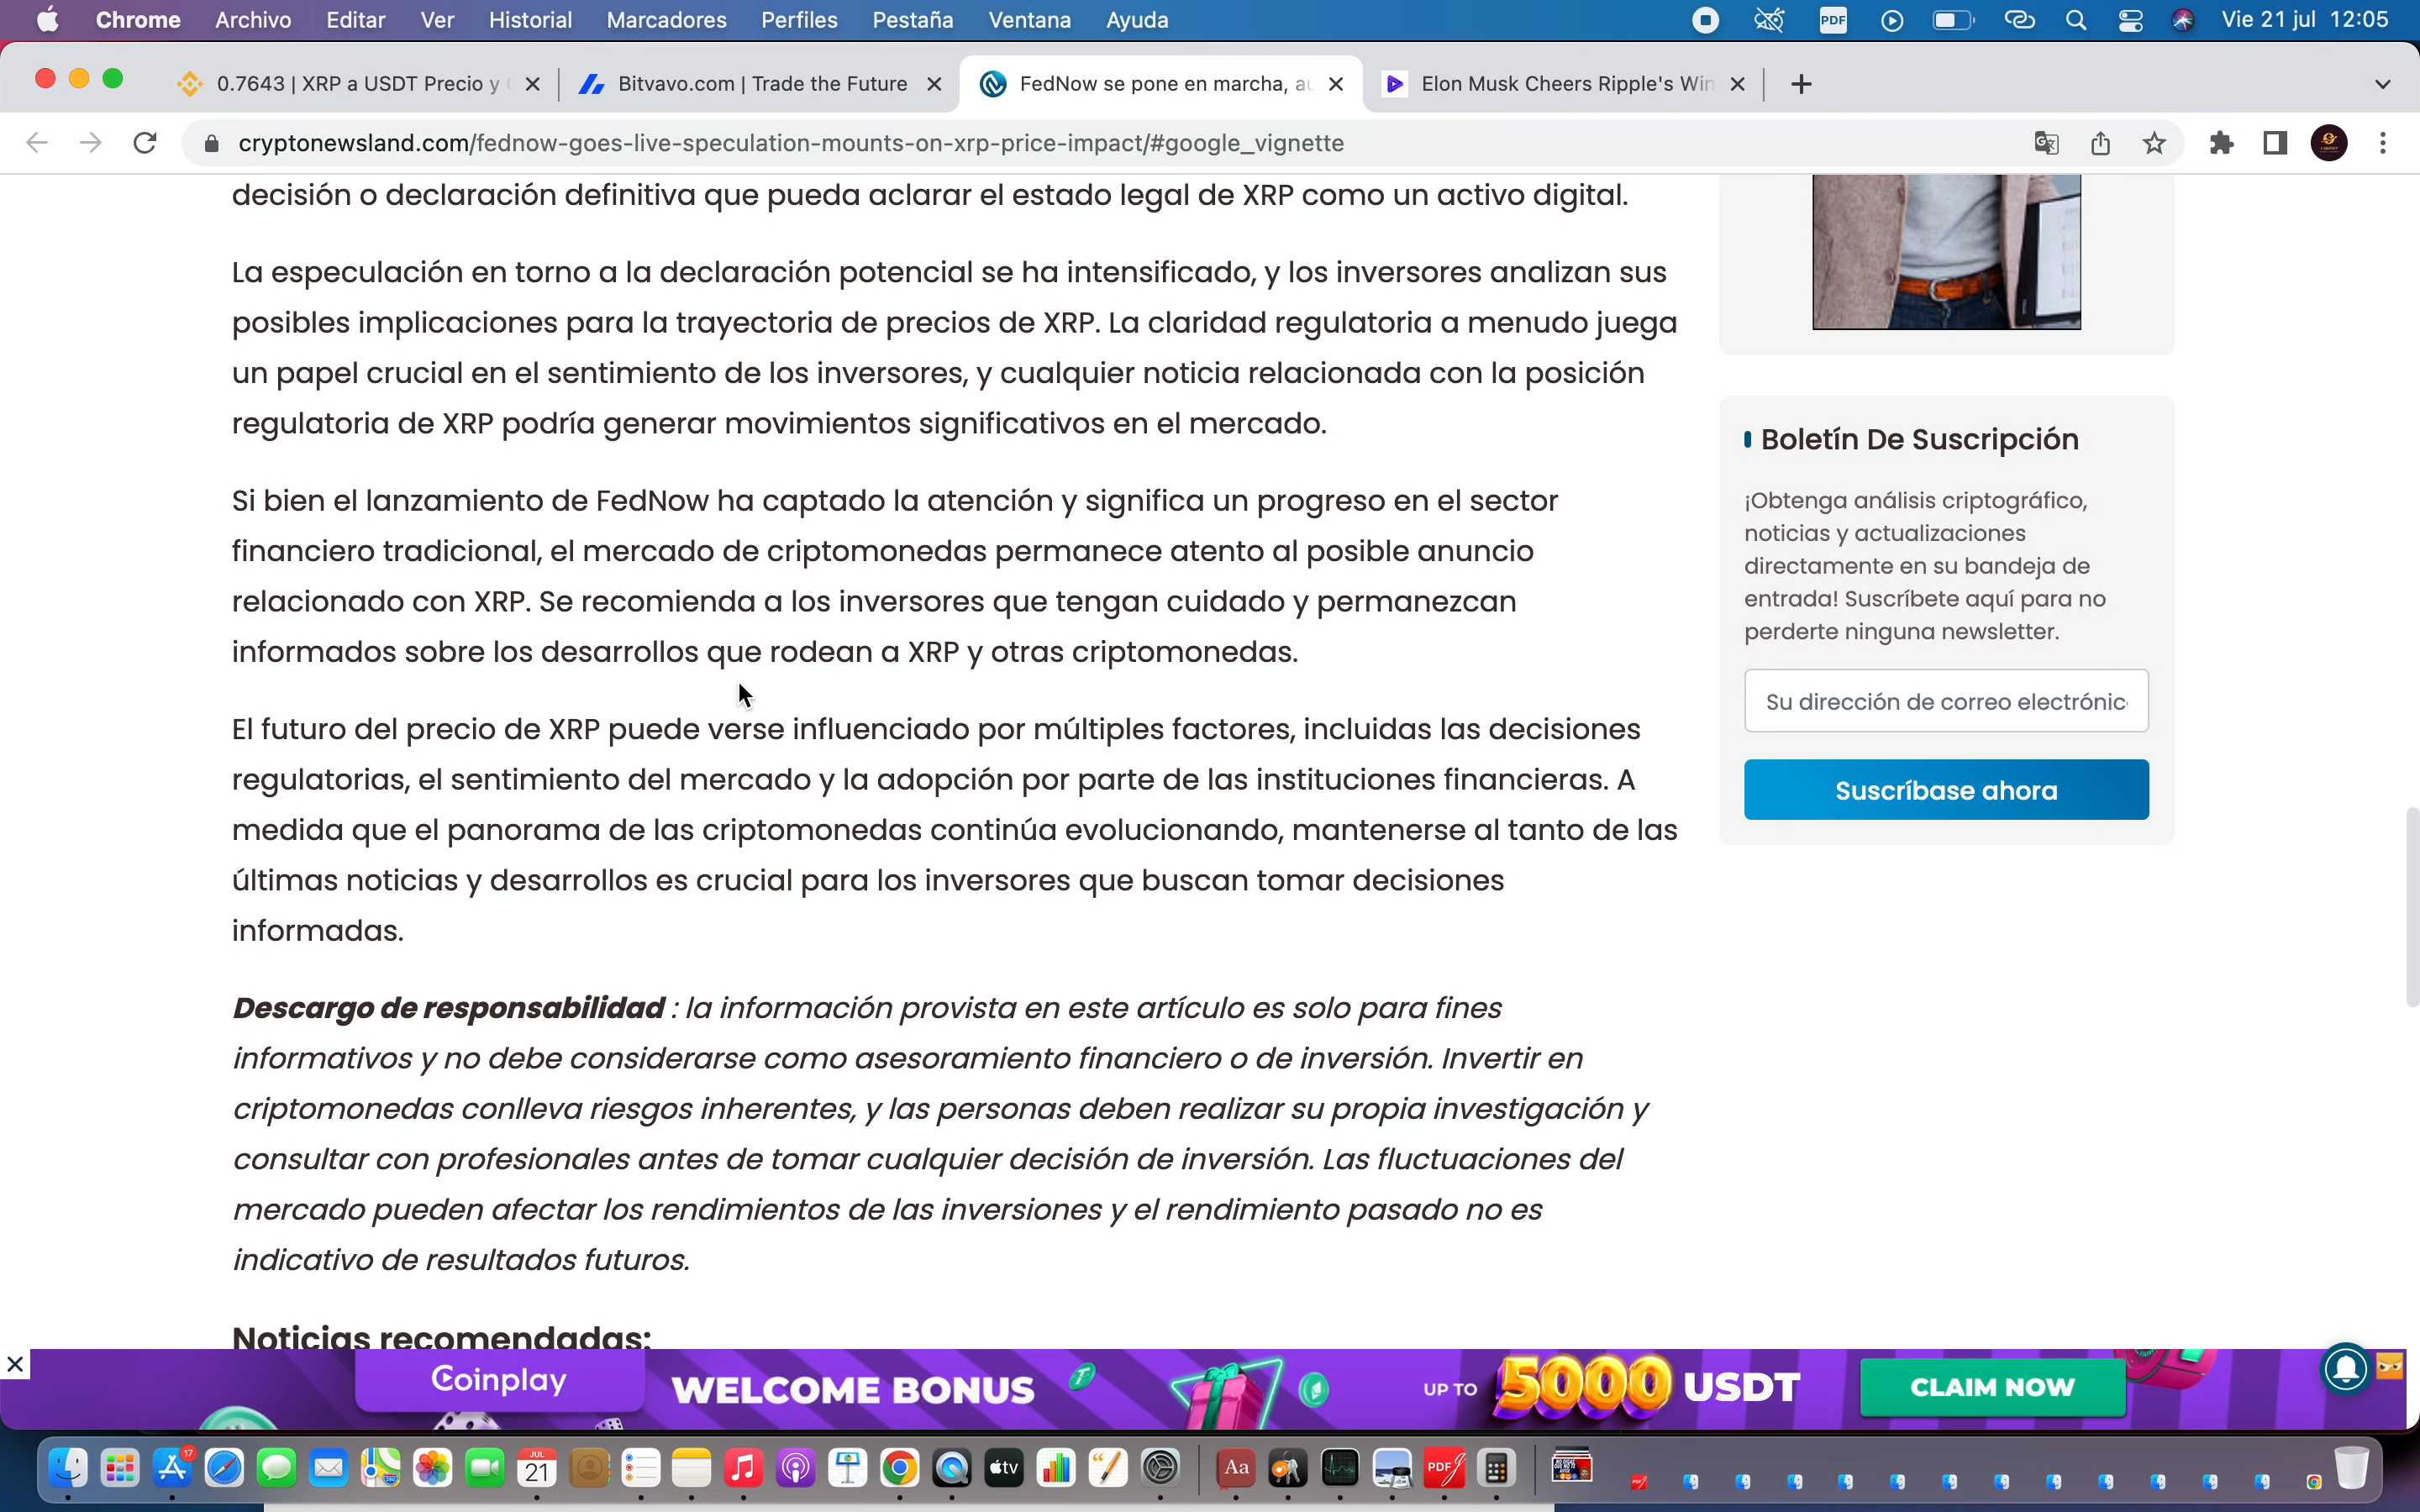 Chrome Archivo Editar Ver Historial Marcadores Perfiles Pestaña Ventana Ayuda
PDF
Vie 21 jul 12:05
0.7643 | XRP a USDT Precio y
Bitvavo.com | Trade the Future
FedNow se pone en marcha, au
Elon Musk Cheers Ripple's Win
cryptonewsland.com/fednow-goes-live-speculation-mounts-on-xrp-price-impact/#google_vignette
decisión o declaración definitiva que pueda aclarar el estado legal de XRP como un activo digital.
La especulación en torno a la declaración potencial se ha intensificado, y los inversores analizan sus
posibles implicaciones para la trayectoria de precios de XRP. La claridad regulatoria a menudo juega
un papel crucial en el sentimiento de los inversores, y cualquier noticia relacionada con la posición
regulatoria de XRP podría generar movimientos significativos en el mercado.
Si bien el lanzamiento de FedNow ha captado la atención y significa un progreso en el sector
financiero tradicional, el mercado de criptomonedas permanece atento al posible anuncio
relacionado con XRP. Se recomienda a los inversores que tengan cuidado y permanezcan
informados sobre los desarrollos que rodean a XRP y otras criptomonedas.
El futuro del precio de XRP puede verse influenciado por múltiples factores, incluidas las decisiones
regulatorias, el sentimiento del mercado y la adopción por parte de las instituciones financieras. A
medida que el panorama de las criptomonedas continúa evolucionando, mantenerse al tanto de las
últimas noticias y desarrollos es crucial para los inversores que buscan tomar decisiones
informadas.
Descargo de responsabilidad : la información provista en este artículo es solo para fines
informativos y no debe considerarse como asesoramiento financiero o de inversión. Invertir en
criptomonedas conlleva riesgos inherentes, y las personas deben realizar su propia investigación y
consultar con profesionales antes de tomar cualquier decisión de inversión. Las fluctuaciones del
mercado pueden afectar los rendimientos de las inversiones y el rendimiento pasado no es
indicativo de resultados futuros.
Noticias recomendadas:
Boletín De Suscripción
¡Obtenga análisis criptográfico,
noticias y actualizaciones
directamente en su bandeja de
entrada! Suscríbete aquí para no
perderte ninguna newsletter.
Su dirección de correo electrónic
Suscríbase ahora
Coinplay
WELCOME BONUS
UP TO 5000 USDT
CLAIM NOW
17
JUL
21
tv
Aa
PDF